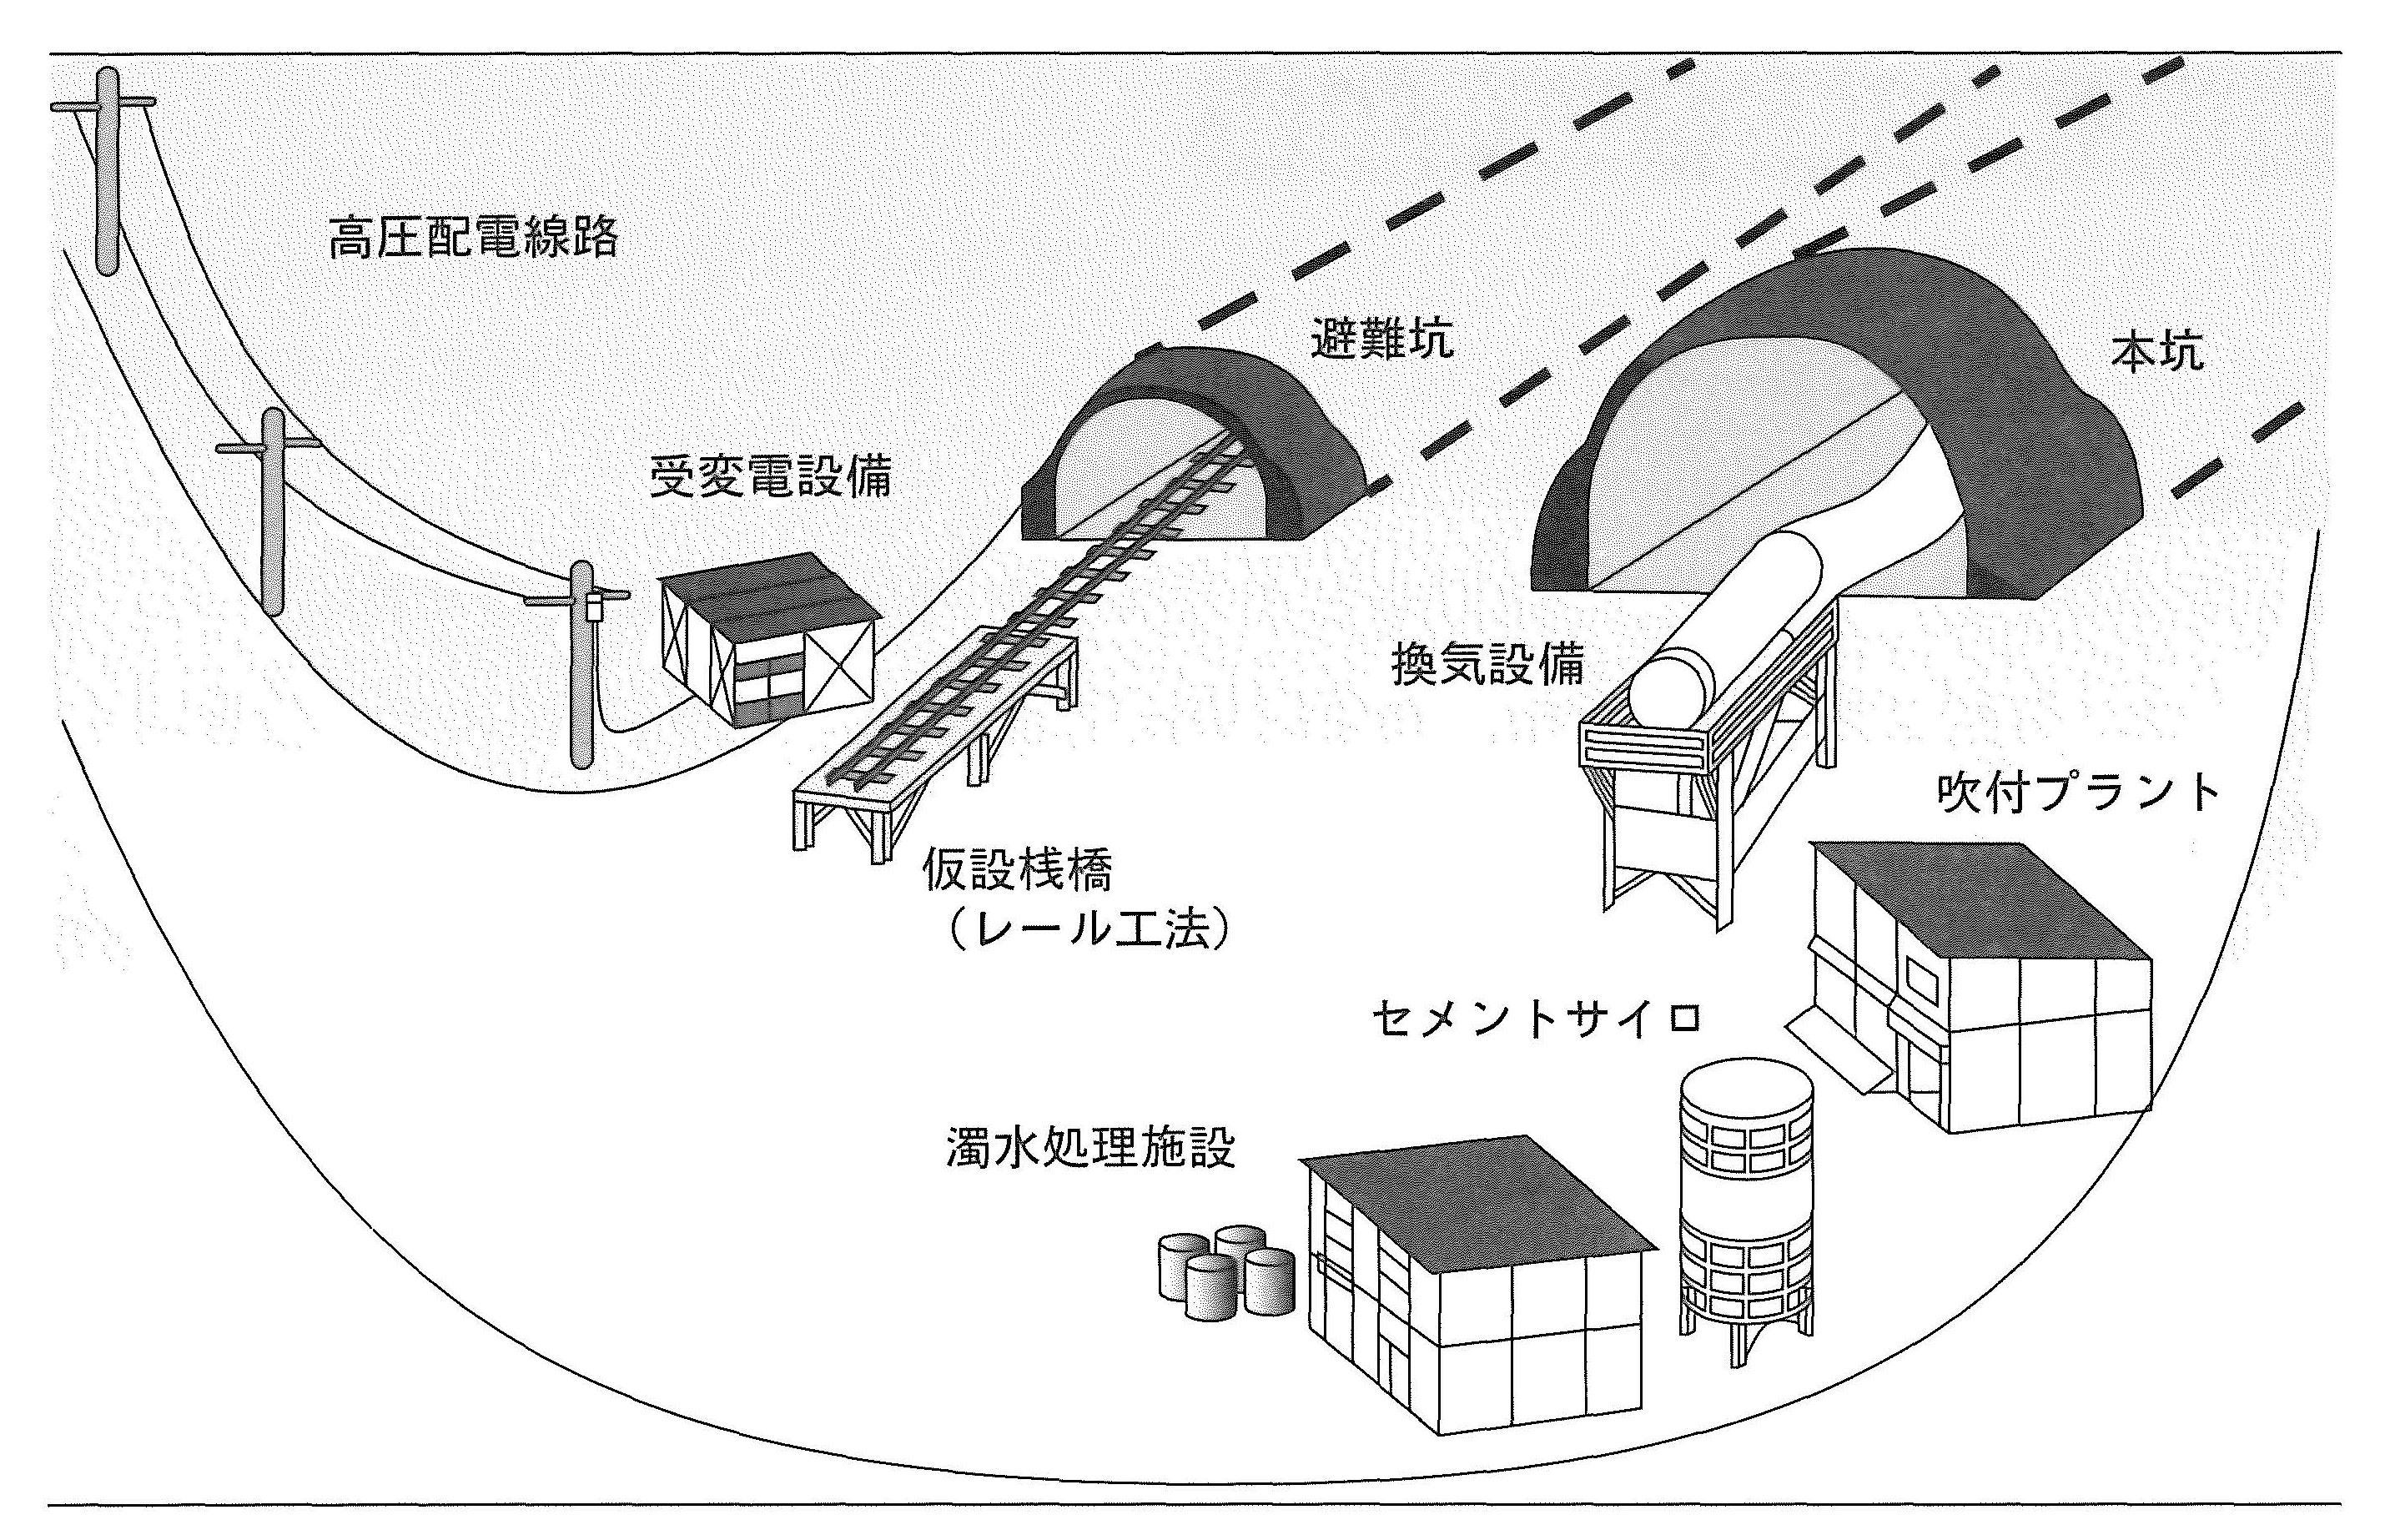 高圧配電線路
避難坑
本坑
受変電設備
換気設備
吹付プラント
仮設桟橋
（レール工法）
セメントサイロ
濁水処理施設